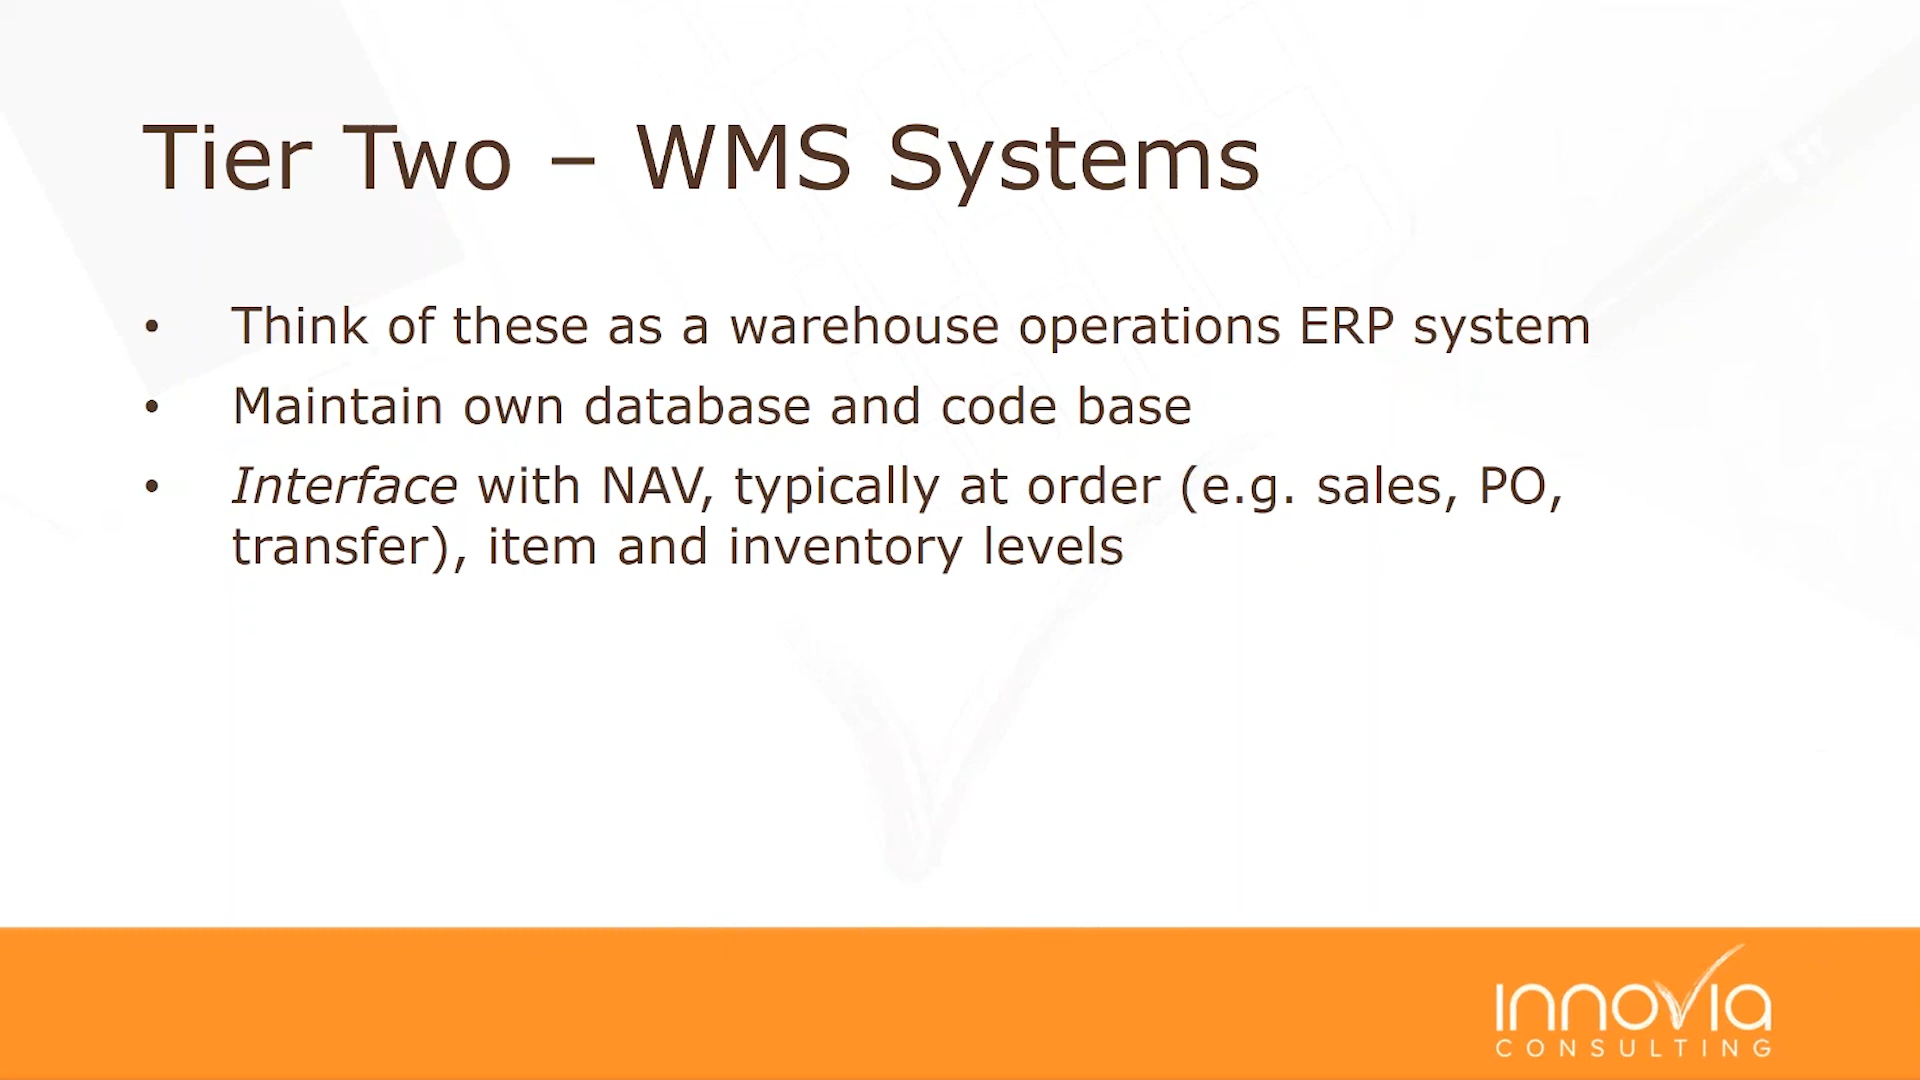 Tier Two – WMS Systems
• Think of these as a warehouse operations ERP system
• Maintain own database and code base
• Interface with NAV, typically at order (e.g. sales, PO,
transfer), item and inventory levels
innovia
CONSULTING